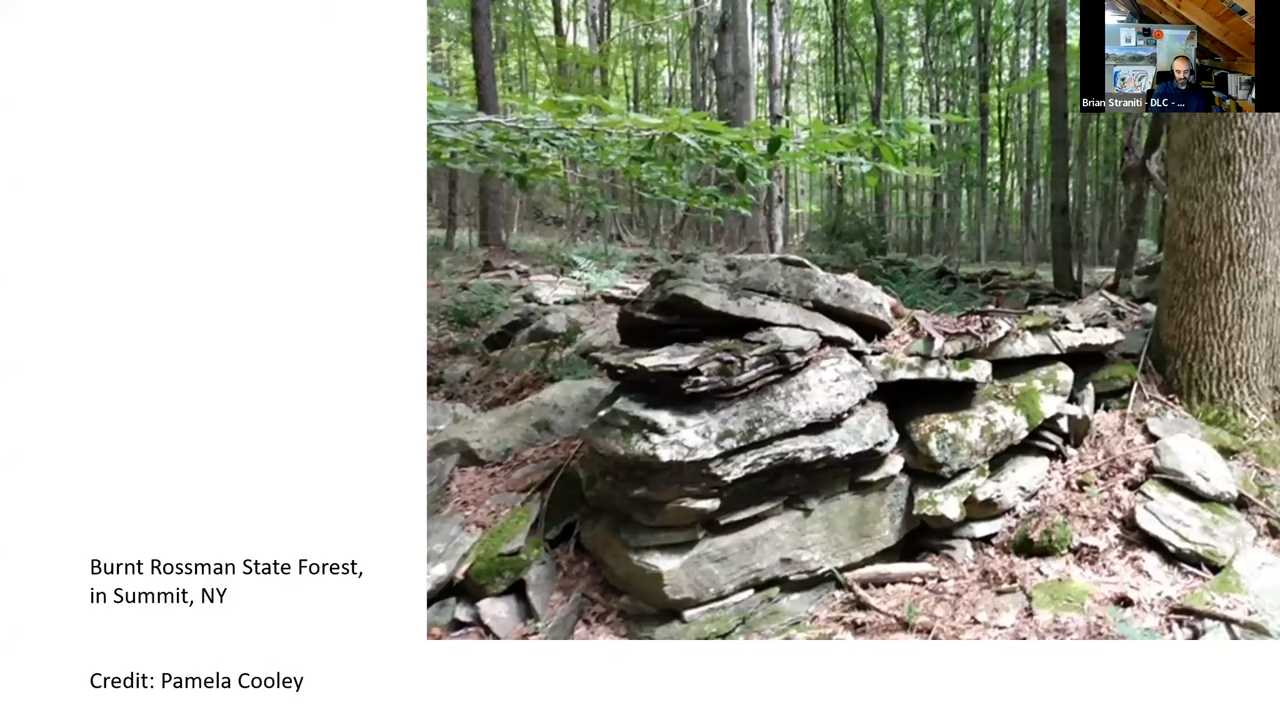 Brian Straniti - DLC - ...
Burnt Rossman State Forest,
in Summit, NY
Credit: Pamela Cooley